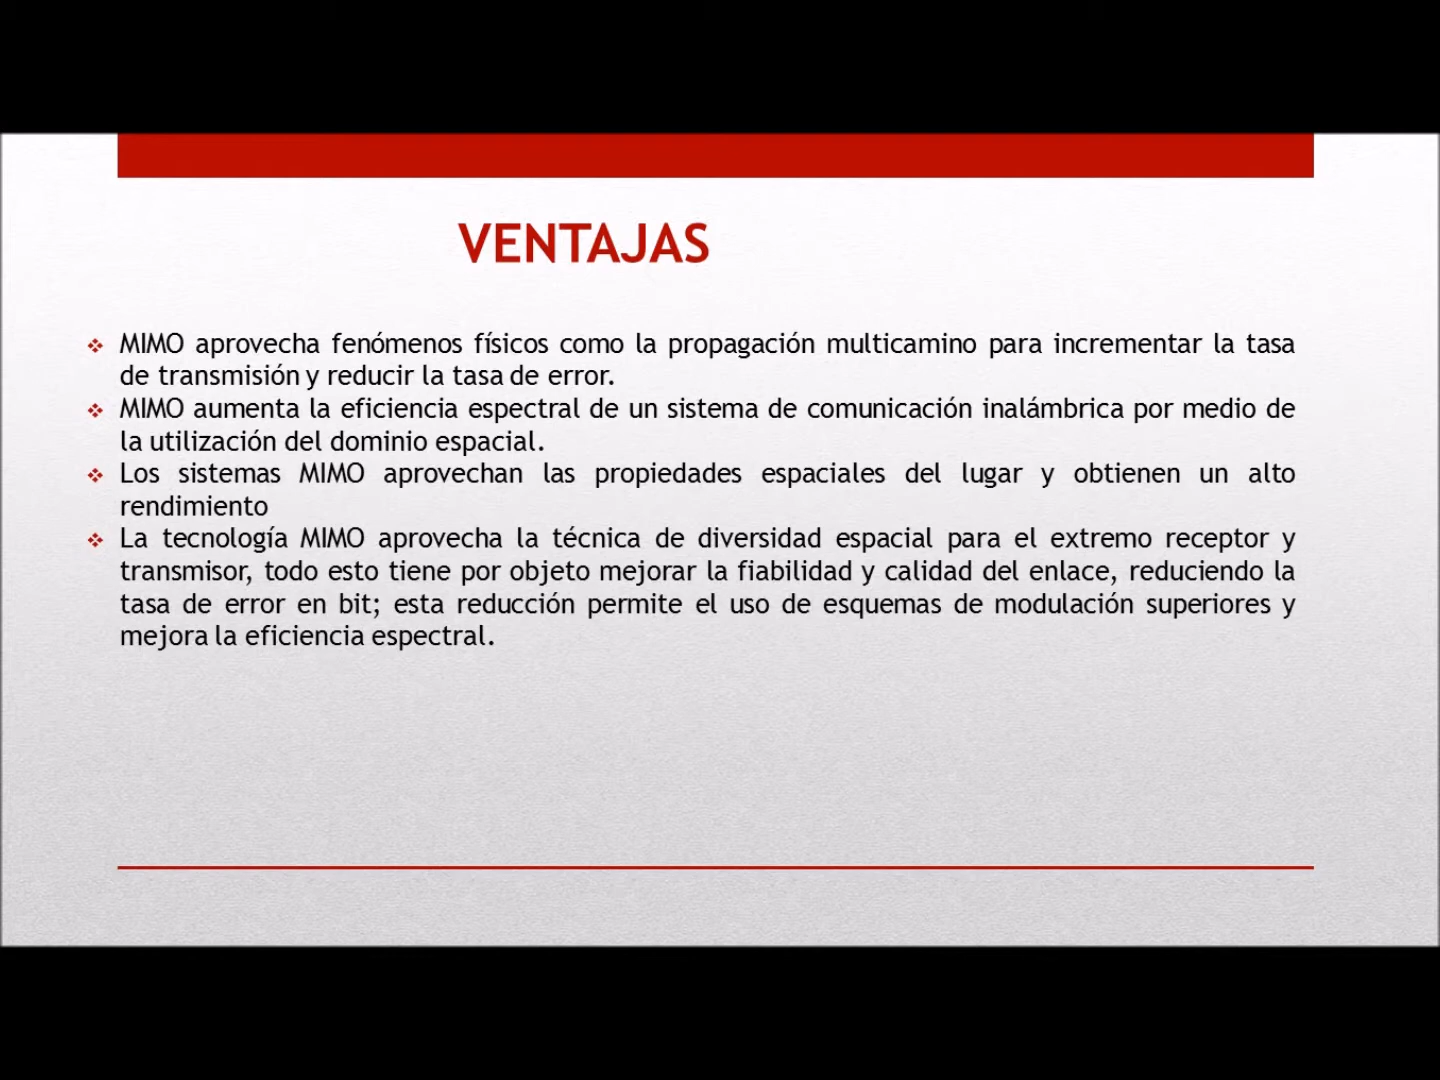 VENTAJAS
MIMO aprovecha fenómenos físicos como la propagación multicamino para incrementar la tasa
de transmisión y reducir la tasa de error.
MIMO aumenta la eficiencia espectral de un sistema de comunicación inalámbrica por medio de
la utilización del dominio espacial.
Los sistemas MIMO aprovechan las propiedades espaciales del lugar y obtienen un alto
rendimiento
La tecnología MIMO aprovecha la técnica de diversidad espacial para el extremo receptor y
transmisor, todo esto tiene por objeto mejorar la fiabilidad y calidad del enlace, reduciendo la
tasa de error en bit; esta reducción permite el uso de esquemas de modulación superiores y
mejora la eficiencia espectral.